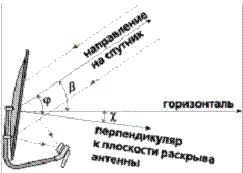 направление
на спутник
β
φ
горизонталь
χ
перпендикуляр
к плоскости раскрыва
антенны